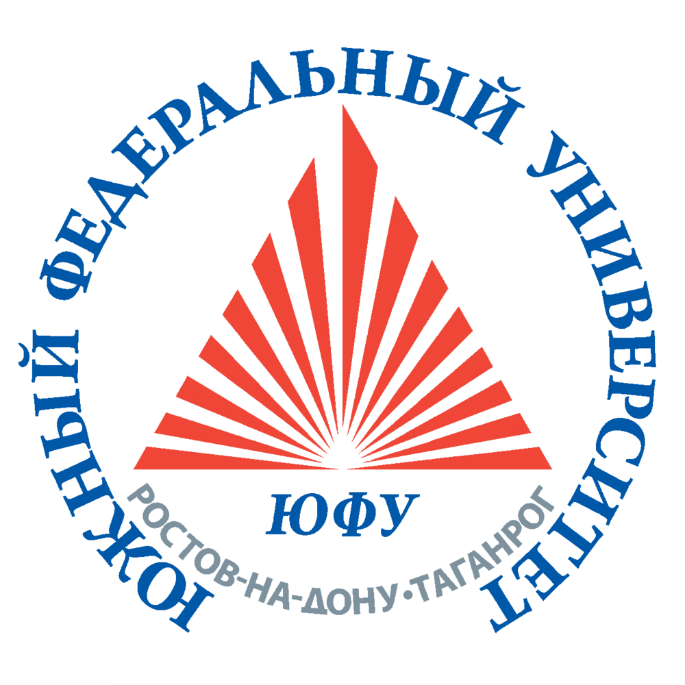 ЮЖНЫЙ ФЕДЕРАЛЬНЫЙ УНИВЕРСИТЕТ
ЮФУ
РОСТОВ-НА-ДОНУ•ТАГАНРОГ